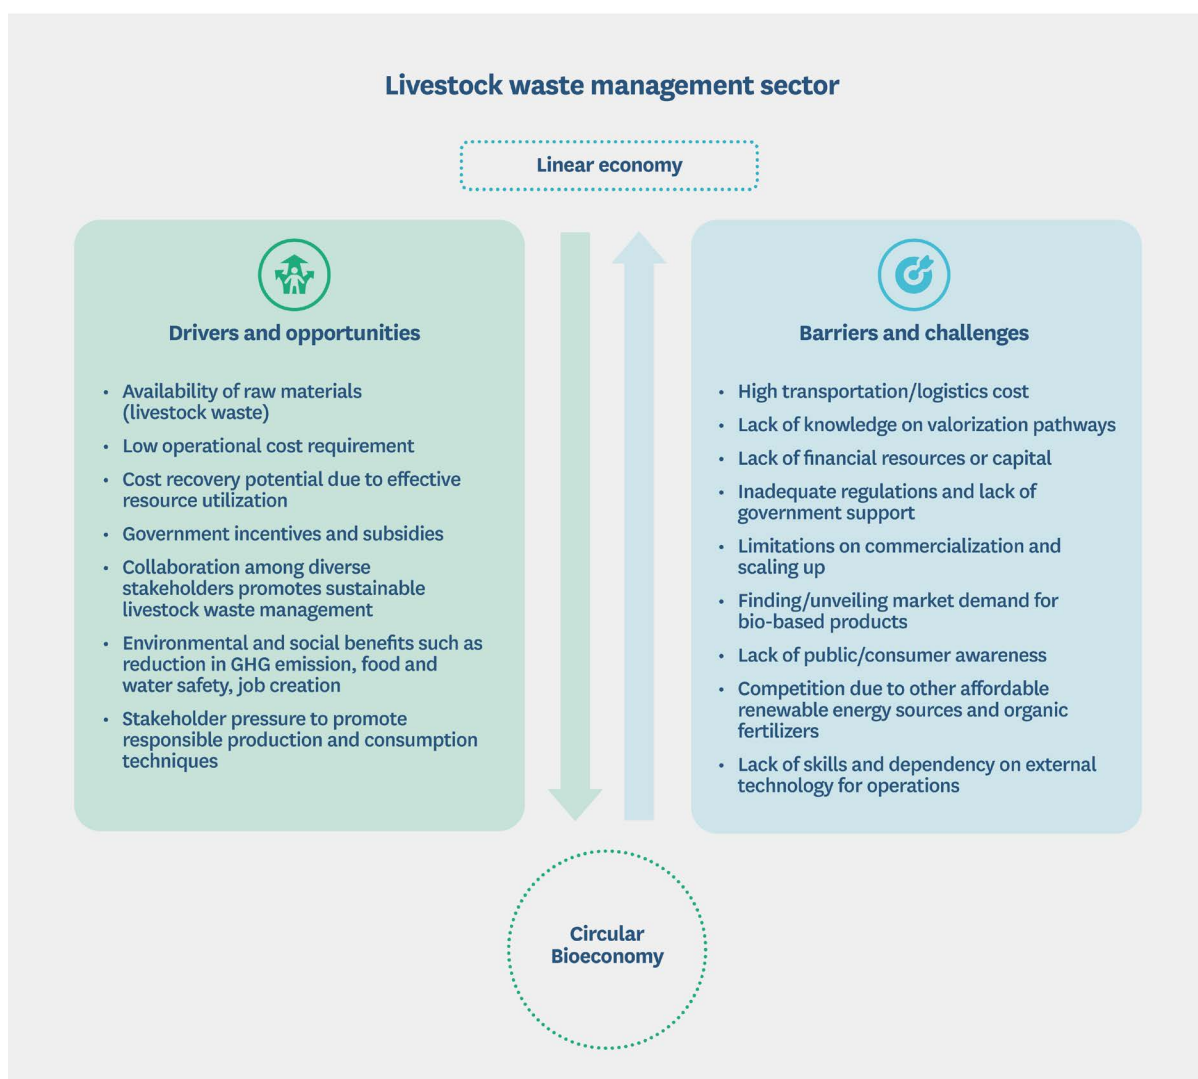 Livestock waste management sector
Linear economy
Drivers and opportunities
• Availability of raw materials
(livestock waste)
• Low operational cost requirement
• Cost recovery potential due to effective
resource utilization
• Government incentives and subsidies
• Collaboration among diverse
stakeholders promotes sustainable
livestock waste management
• Environmental and social benefits such as
reduction in GHG emission, food and
water safety, job creation
• Stakeholder pressure to promote
responsible production and consumption
techniques
Barriers and challenges
• High transportation/logistics cost
• Lack of knowledge on valorization pathways
• Lack of financial resources or capital
• Inadequate regulations and lack of
government support
• Limitations on commercialization and
scaling up
• Finding/unveiling market demand for
bio-based products
• Lack of public/consumer awareness
• Competition due to other affordable
renewable energy sources and organic
fertilizers
• Lack of skills and dependency on external
technology for operations
Circular
Bioeconomy